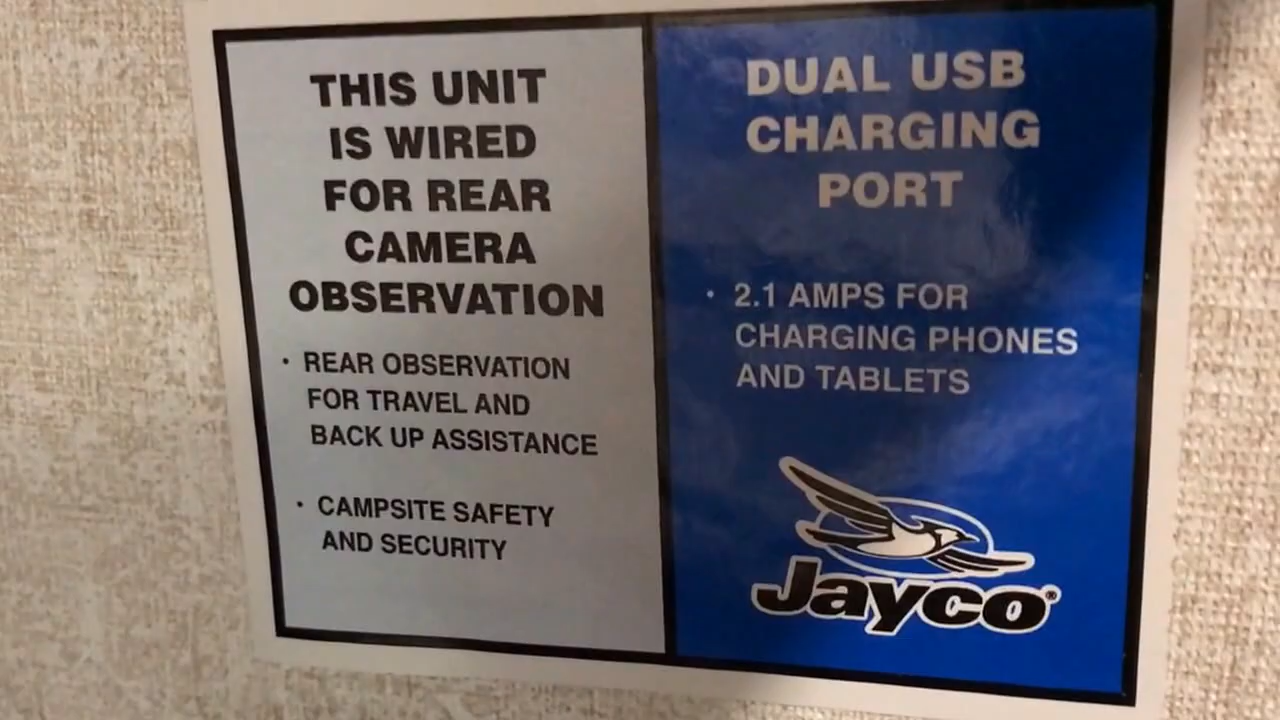 THIS UNIT
IS WIRED
FOR REAR
CAMERA
OBSERVATION
• REAR OBSERVATION
FOR TRAVEL AND
BACK UP ASSISTANCE
• CAMPSITE SAFETY
AND SECURITY
DUAL USB
CHARGING
PORT
• 2.1 AMPS FOR
CHARGING PHONES
AND TABLETS
Jayco®